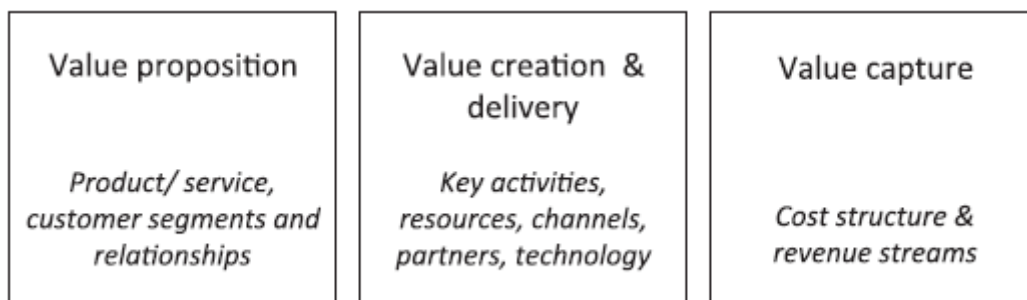 Value proposition
Product/ service,
customer segments and
relationships
Value creation &
delivery
Key activities,
resources, channels,
partners, technology
Value capture
Cost structure &
revenue streams